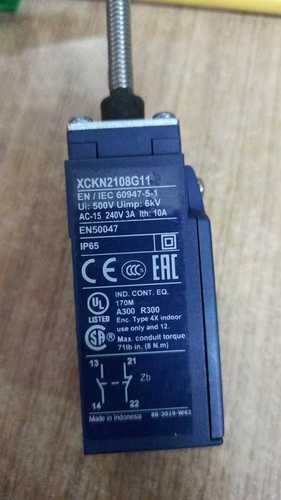 XCKN2108G11
EN / IEC 60947-5-1
Ui: 500V Uimp: 6kV
AC-15 240V 3A Ith: 10A
EN50047
IP65
CE CCC EAC
UL
LISTED
IND. CONT. EQ.
170M
A300 R300
Enc. Type 4X indoor
use only and 12.
SA
Max. conduit torque
71lb in. (8 N.m)
13 21
Zb
14 22
Made in Indonesia